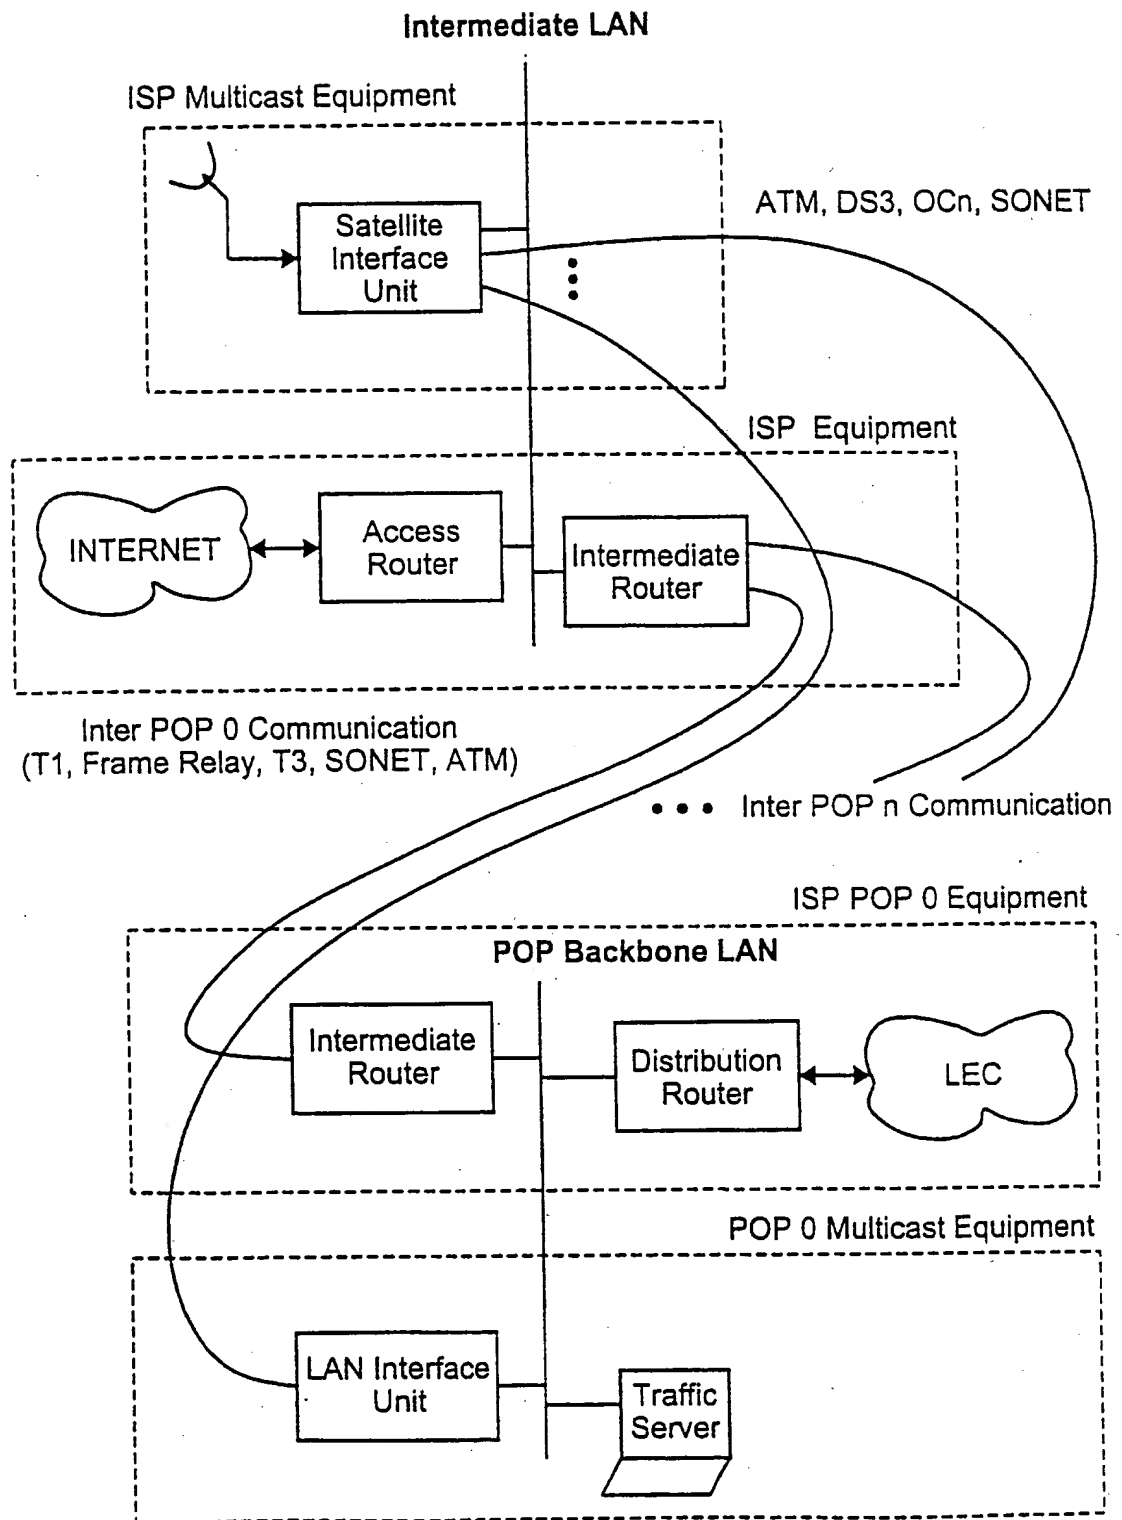 Intermediate LAN
ISP Multicast Equipment
ATM, DS3, OCn, SONET
Satellite
Interface
Unit
ISP Equipment
INTERNET
Access
Router
Intermediate
Router
Inter POP 0 Communication
(T1, Frame Relay, T3, SONET, ATM)
Inter POP n Communication
ISP POP 0 Equipment
POP Backbone LAN
Intermediate
Router
Distribution
Router
LEC
POP 0 Multicast Equipment
LAN Interface
Unit
Traffic
Server